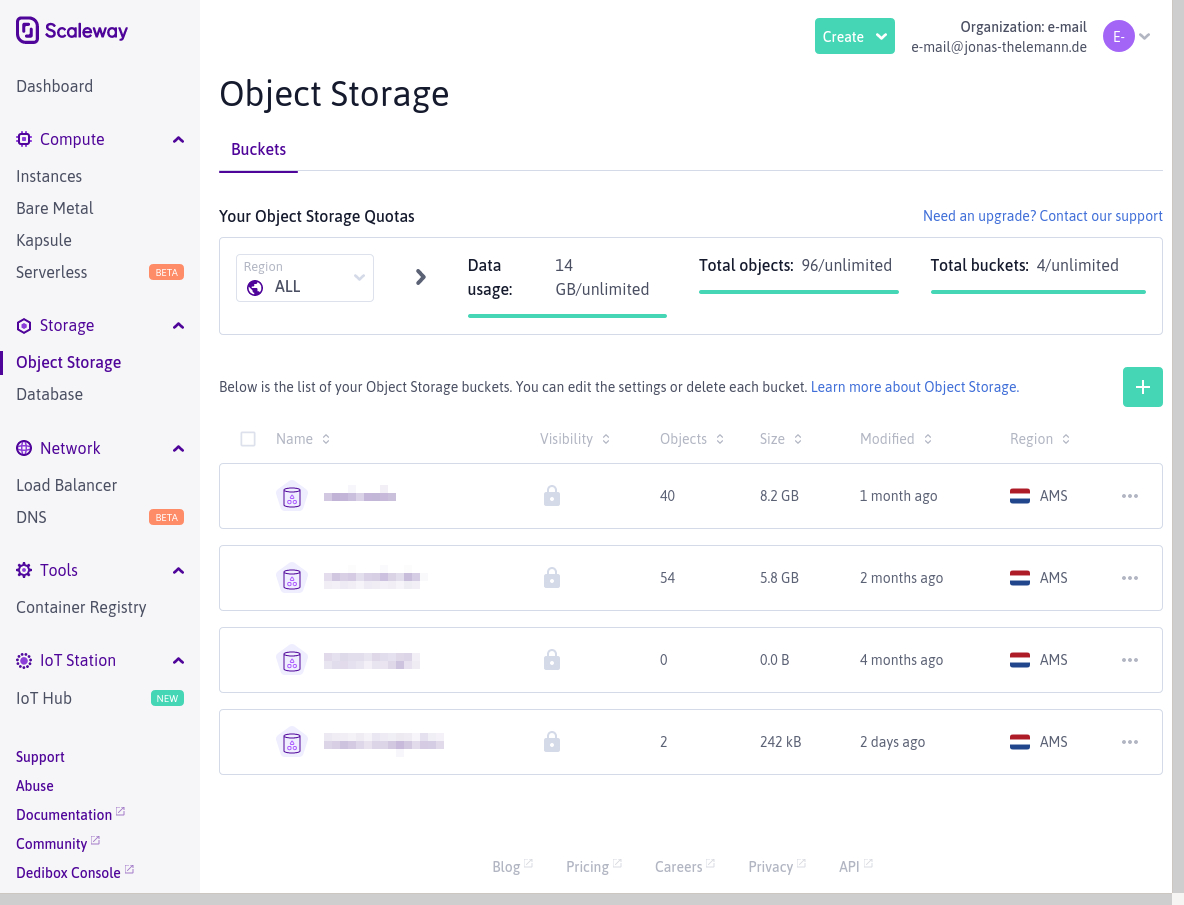 Scaleway
Create
Organization: e-mail
e-mail@jonas-thelemann.de
E-
Dashboard
Compute
Instances
Bare Metal
Kapsule
Serverless BETA
Storage
Object Storage
Database
Network
Load Balancer
DNS BETA
Tools
Container Registry
IoT Station
IoT Hub NEW
Support
Abuse
Documentation
Community
Dedibox Console
Object Storage
Buckets
Your Object Storage Quotas Need an upgrade? Contact our support
Region
ALL
Data usage: 14 GB/unlimited
Total objects: 96/unlimited
Total buckets: 4/unlimited
Below is the list of your Object Storage buckets. You can edit the settings or delete each bucket. Learn more about Object Storage.
Name Visibility Objects Size Modified Region
40 8.2 GB 1 month ago AMS
54 5.8 GB 2 months ago AMS
0 0.0 B 4 months ago AMS
2 242 kB 2 days ago AMS
Blog Pricing Careers Privacy API